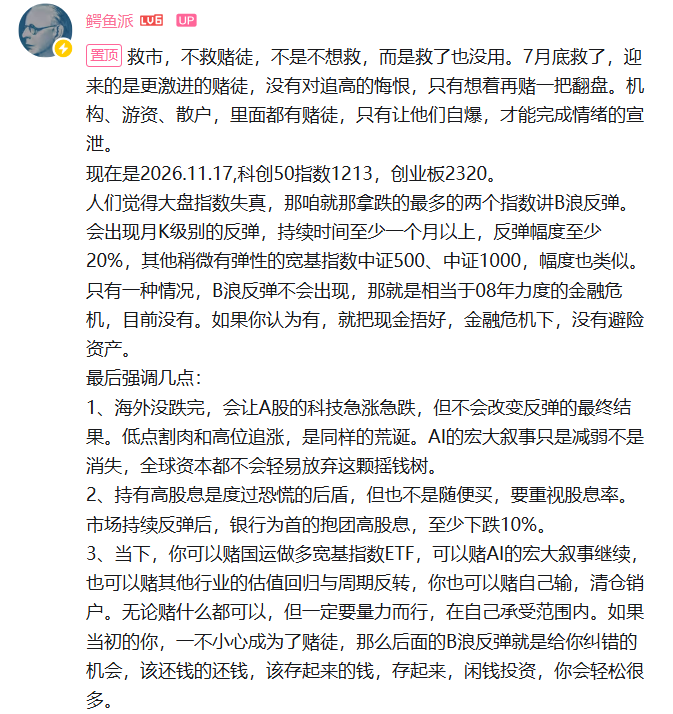 鳄鱼派 LV6 UP
置顶 救市，不救赌徒，不是不想救，而是救了也没用。7月底救了，迎
来的是更激进的赌徒，没有对追高的悔恨，只有想着再赌一把翻盘。机
构、游资、散户，里面都有赌徒，只有让他们自爆，才能完成情绪的宣
泄。
现在是2026.11.17,科创50指数1213，创业板2320。
人们觉得大盘指数失真，那咱就那拿跌的最多的两个指数讲B浪反弹。
会出现月K级别的反弹，持续时间至少一个月以上，反弹幅度至少
20%，其他稍微有弹性的宽基指数中证500、中证1000，幅度也类似。
只有一种情况，B浪反弹不会出现，那就是相当于08年力度的金融危
机，目前没有。如果你认为有，就把现金捂好，金融危机下，没有避险
资产。
最后强调几点：
1、海外没跌完，会让A股的科技急涨急跌，但不会改变反弹的最终结
果。低点割肉和高位追涨，是同样的荒诞。AI的宏大叙事只是减弱不是
消失，全球资本都不会轻易放弃这颗摇钱树。
2、持有高股息是度过恐慌的后盾，但也不是随便买，要重视股息率。
市场持续反弹后，银行为首的抱团高股息，至少下跌10%。
3、当下，你可以赌国运做多宽基指数ETF，可以赌AI的宏大叙事继续，
也可以赌其他行业的估值回归与周期反转，你也可以赌自己输，清仓销
户。无论赌什么都可以，但一定要量力而行，在自己承受范围内。如果
当初的你，一不小心成为了赌徒，那么后面的B浪反弹就是给你纠错的
机会，该还钱的还钱，该存起来的钱，存起来，闲钱投资，你会轻松很
多。